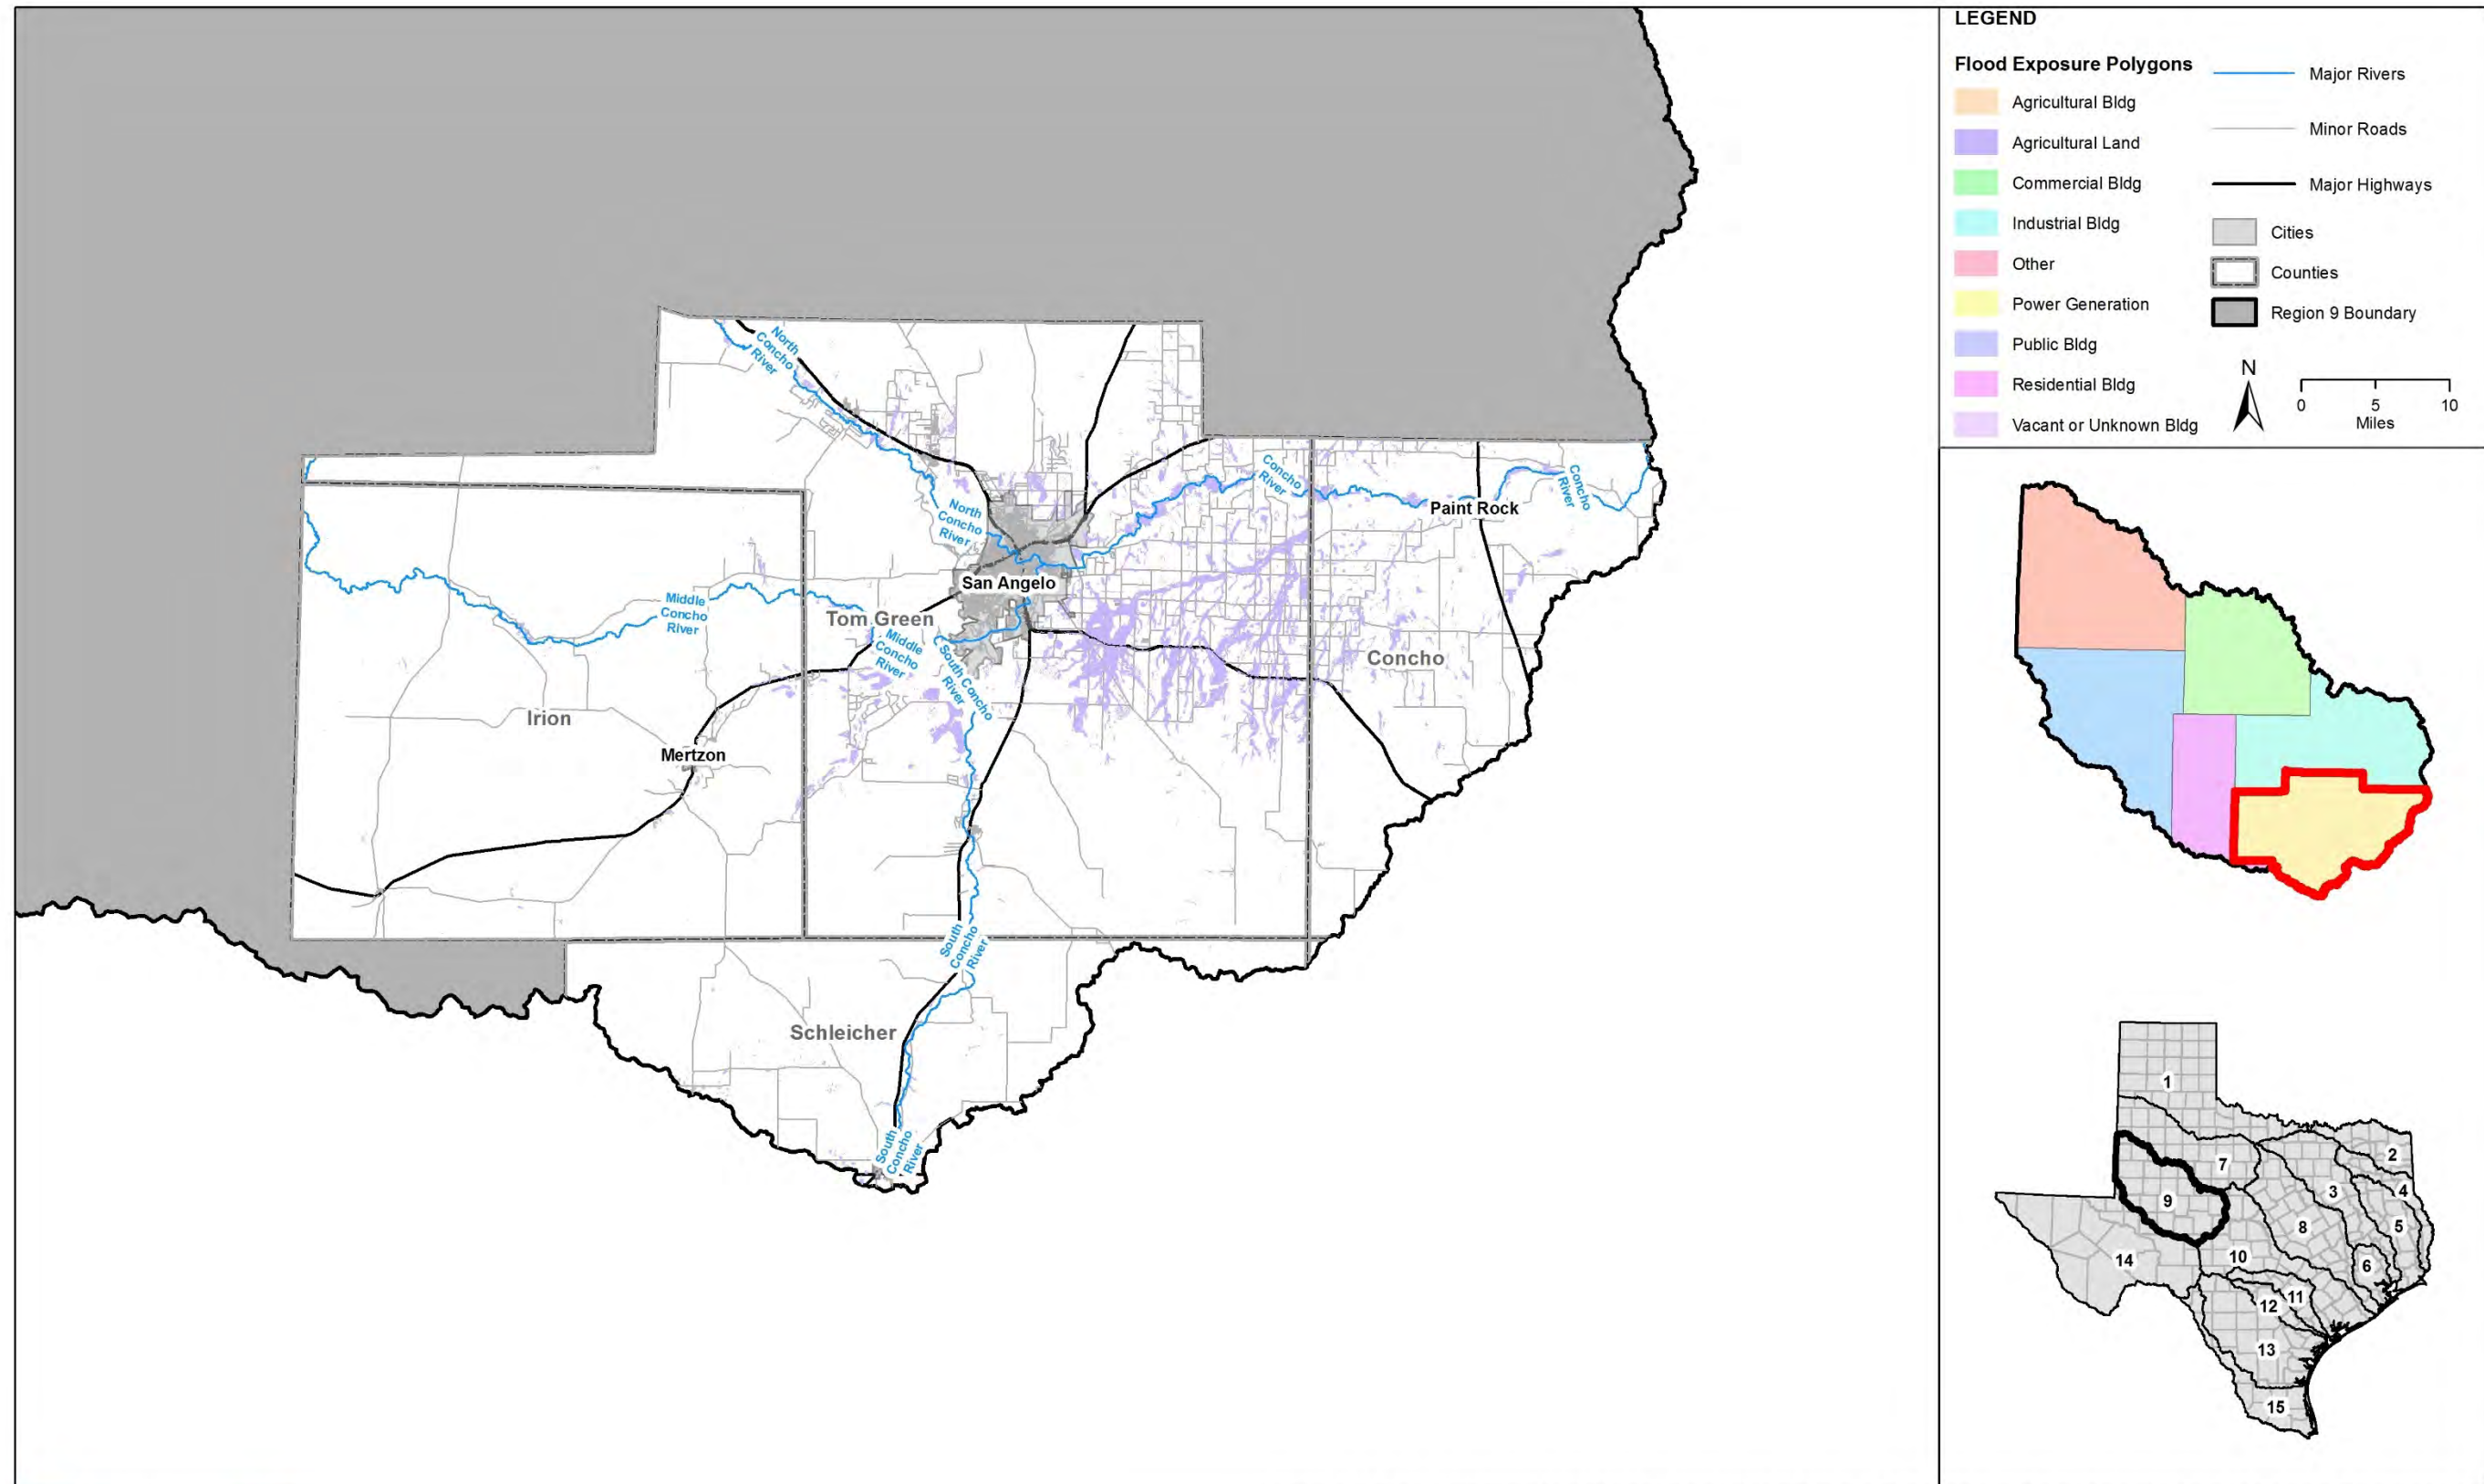 North
Concho
River
North
Concho
River
San Angelo
Concho
River
Concho
River
Paint Rock
Middle
Concho
River
Tom Green
Middle
Concho
River
South Concho
River
Concho
Irion
Mertzon
South
Concho
River
Schleicher
South
Concho
River
LEGEND
Flood Exposure Polygons
Agricultural Bldg
Agricultural Land
Commercial Bldg
Industrial Bldg
Other
Power Generation
Public Bldg
Residential Bldg
Vacant or Unknown Bldg
Major Rivers
Minor Roads
Major Highways
Cities
Counties
Region 9 Boundary
N
0 5 10
Miles
1
2
7
3
4
9
8
5
10
14
6
11
12
13
15